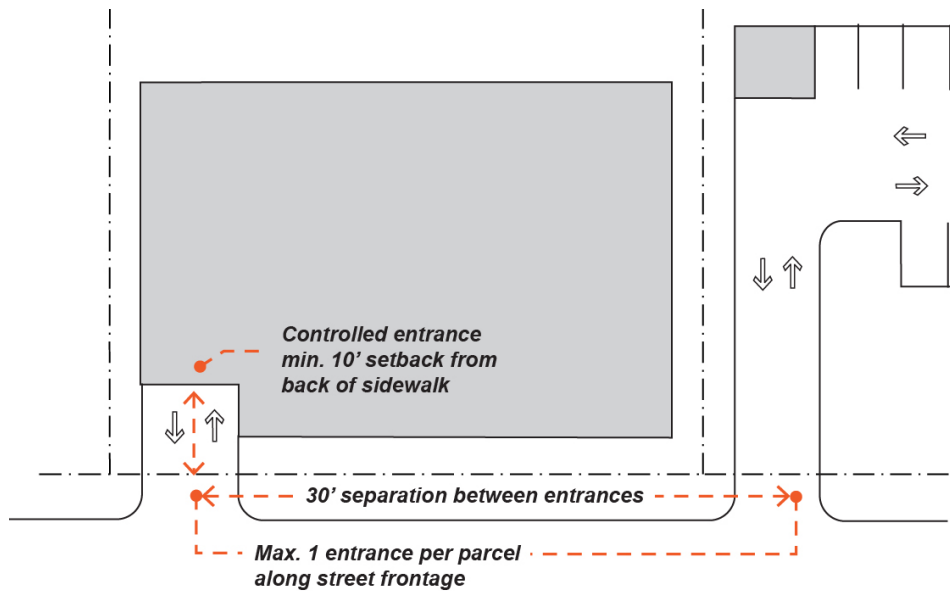 Controlled entrance
min. 10’ setback from
back of sidewalk
30’ separation between entrances
Max. 1 entrance per parcel
along street frontage